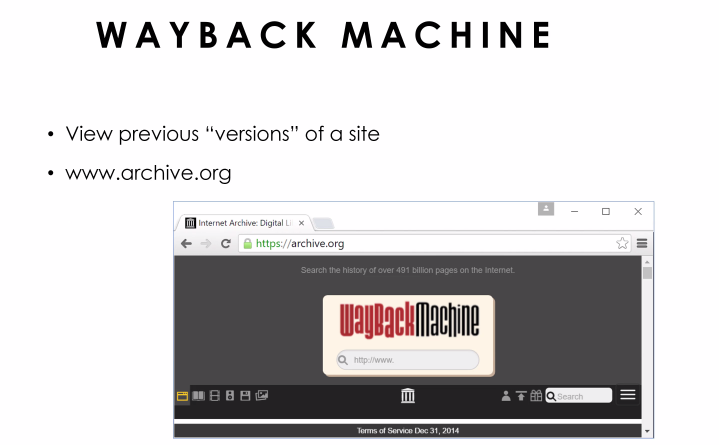 WAYBACK MACHINE
• View previous “versions” of a site
• www.archive.org
Internet Archive: Digital Li
https://archive.org
Search the history of over 491 billion pages on the Internet.
WayBackMachine
http://www.
Search
Terms of Service Dec 31, 2014